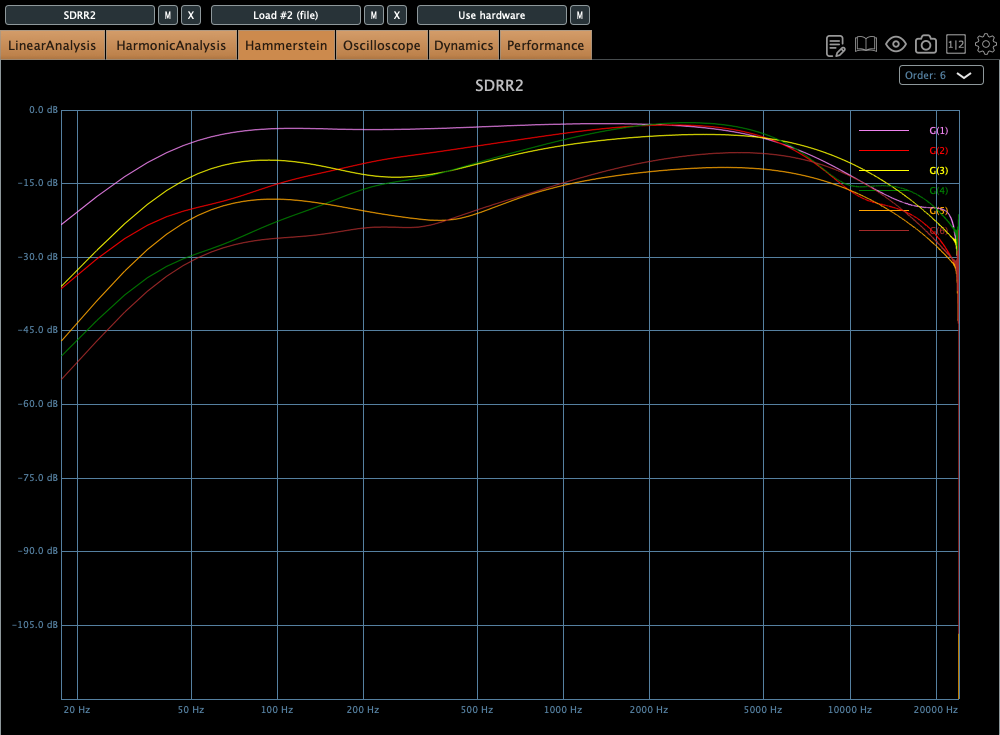 SDRR2 M X Load #2 (file) M X Use hardware M
LinearAnalysis HarmonicAnalysis Hammerstein Oscilloscope Dynamics Performance 1|2
SDRR2
Order: 6
0.0 dB
-15.0 dB
-30.0 dB
-45.0 dB
-60.0 dB
-75.0 dB
-90.0 dB
-105.0 dB
G(1)
G(2)
G(3)
G(4)
G(5)
G(6)
20 Hz 50 Hz 100 Hz 200 Hz 500 Hz 1000 Hz 2000 Hz 5000 Hz 10000 Hz 20000 Hz